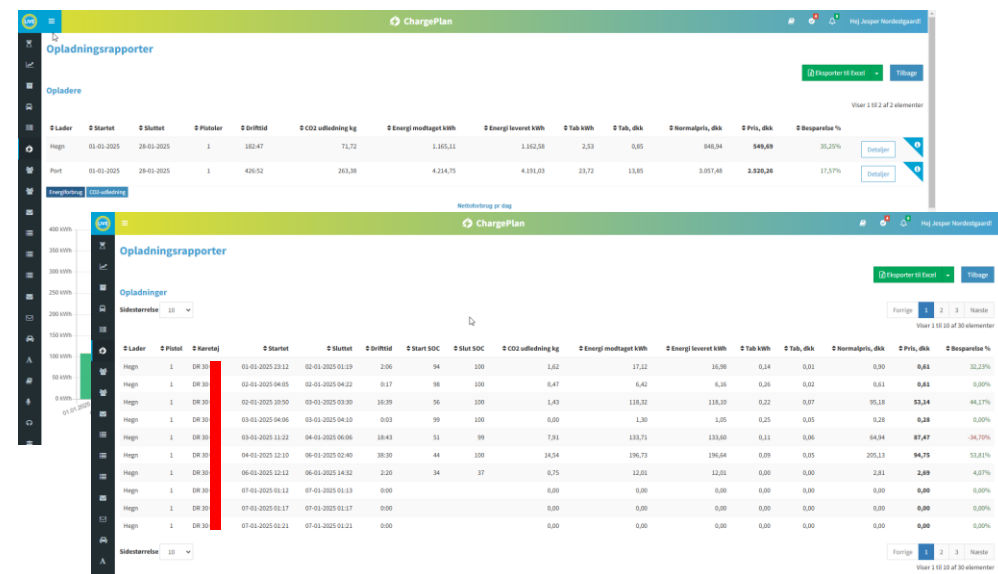 LIVE ChargePlan Hej Jesper Nordestgaard!
Opladningsrapporter
Eksporter til Excel Tilbage
Opladere
Viser 1 til 2 af 2 elementer
Lader Startet Sluttet Pistoler Drifttid CO2 udledning kg Energi modtaget kWh Energi leveret kWh Tab kWh Tab, dkk Normalpris, dkk Pris, dkk Besparelse %
Hegn 01-01-2025 28-01-2025 1 162:47 71,72 1.165,11 1.162,58 2,53 0,85 848,94 549,69 35,25% Detaljer
Port 01-01-2025 28-01-2025 1 426:52 263,38 4.214,75 4.191,03 23,72 13,85 3.057,48 2.520,26 17,57% Detaljer
Energiforbrug CO2-udledning
Nettoforbrug pr dag
400 kWh
350 kWh
300 kWh
250 kWh
200 kWh
150 kWh
100 kWh
50 kWh
0 kWh
01.01.2025
LIVE ChargePlan Hej Jesper Nordestgaard!
Opladningsrapporter
Eksporter til Excel Tilbage
Opladninger
Sidestørrelse 10 Forrige 1 2 3 Næste
Viser 1 til 10 af 30 elementer
Lader Pistol Køretøj Startet Sluttet Drifttid Start SOC Slut SOC CO2 udledning kg Energi modtaget kWh Energi leveret kWh Tab kWh Tab, dkk Normalpris, dkk Pris, dkk Besparelse %
Hegn 1 DR 30 01-01-2025 23:12 02-01-2025 01:19 2:06 94 100 1,62 17,12 16,98 0,14 0,01 0,90 0,61 32,23%
Hegn 1 DR 30 02-01-2025 04:05 02-01-2025 04:22 0:17 98 100 0,47 6,42 6,16 0,26 0,02 0,61 0,61 0,00%
Hegn 1 DR 30 02-01-2025 10:50 03-01-2025 03:30 16:39 56 100 1,43 118,32 118,10 0,22 0,07 95,18 53,14 44,17%
Hegn 1 DR 30 03-01-2025 04:06 03-01-2025 04:10 0:03 99 100 0,00 1,30 1,05 0,25 0,05 0,28 0,28 0,00%
Hegn 1 DR 30 03-01-2025 11:22 04-01-2025 06:06 18:43 51 99 7,91 133,71 133,60 0,11 0,06 64,94 87,47 -34,70%
Hegn 1 DR 30 04-01-2025 12:10 06-01-2025 02:40 38:30 44 100 14,54 196,73 196,64 0,09 0,05 205,13 94,75 53,81%
Hegn 1 DR 30 06-01-2025 12:12 06-01-2025 14:32 2:20 34 37 0,75 12,01 12,01 0,00 0,00 2,81 2,69 4,07%
Hegn 1 DR 30 07-01-2025 01:12 07-01-2025 01:13 0:00 0,00 0,00 0,00 0,00 0,00 0,00 0,00 0,00%
Hegn 1 DR 30 07-01-2025 01:17 07-01-2025 01:17 0:00 0,00 0,00 0,00 0,00 0,00 0,00 0,00 0,00%
Hegn 1 DR 30 07-01-2025 01:21 07-01-2025 01:21 0:00 0,00 0,00 0,00 0,00 0,00 0,00 0,00 0,00%
Sidestørrelse 10 Forrige 1 2 3 Næste
Viser 1 til 10 af 30 elementer